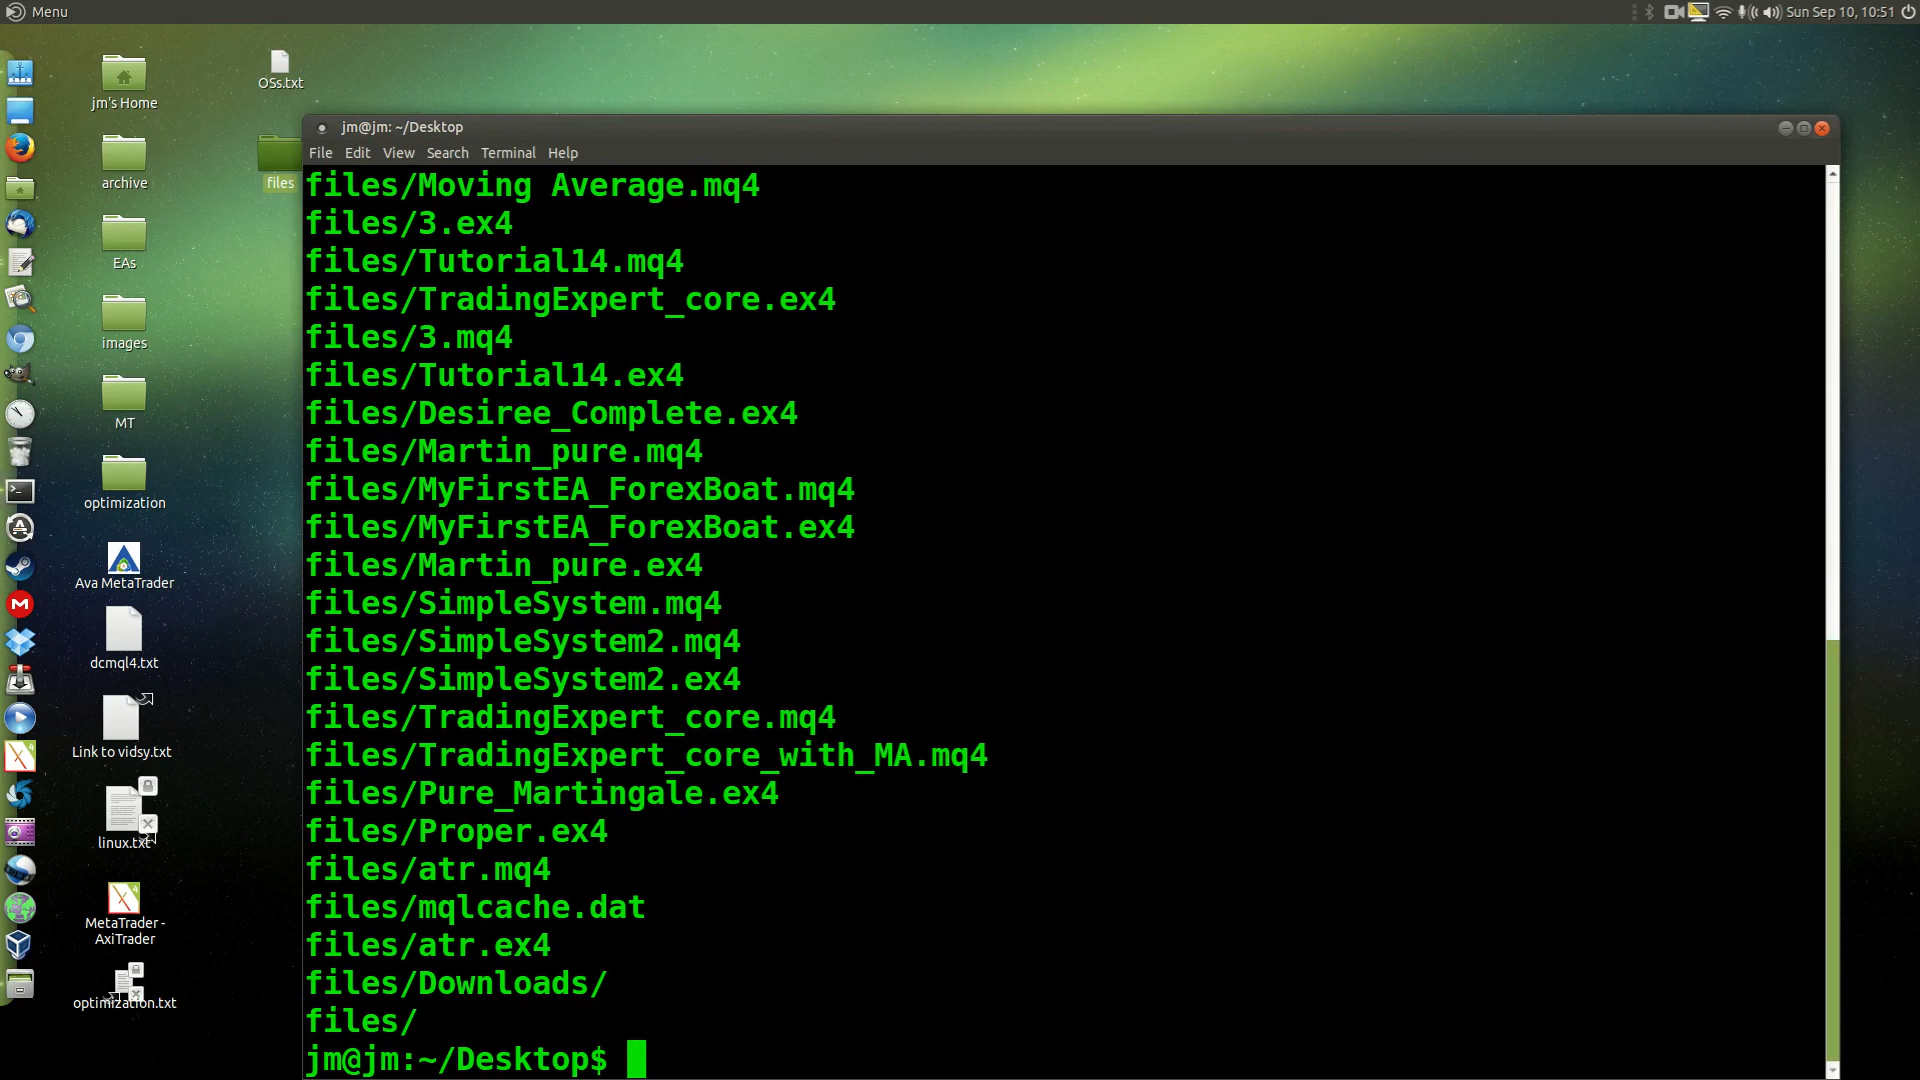 Menu
Sun Sep 10, 10:51
jm's Home
OSs.txt
archive
files
EAs
images
MT
optimization
Ava MetaTrader
dcmql4.txt
Link to vidsy.txt
linux.txt
MetaTrader -
AxiTrader
optimization.txt
jm@jm: ~/Desktop
File Edit View Search Terminal Help
files/Moving Average.mq4
files/3.ex4
files/Tutorial14.mq4
files/TradingExpert_core.ex4
files/3.mq4
files/Tutorial14.ex4
files/Desiree_Complete.ex4
files/Martin_pure.mq4
files/MyFirstEA_ForexBoat.mq4
files/MyFirstEA_ForexBoat.ex4
files/Martin_pure.ex4
files/SimpleSystem.mq4
files/SimpleSystem2.mq4
files/SimpleSystem2.ex4
files/TradingExpert_core.mq4
files/TradingExpert_core_with_MA.mq4
files/Pure_Martingale.ex4
files/Proper.ex4
files/atr.mq4
files/mqlcache.dat
files/atr.ex4
files/Downloads/
files/
jm@jm:~/Desktop$